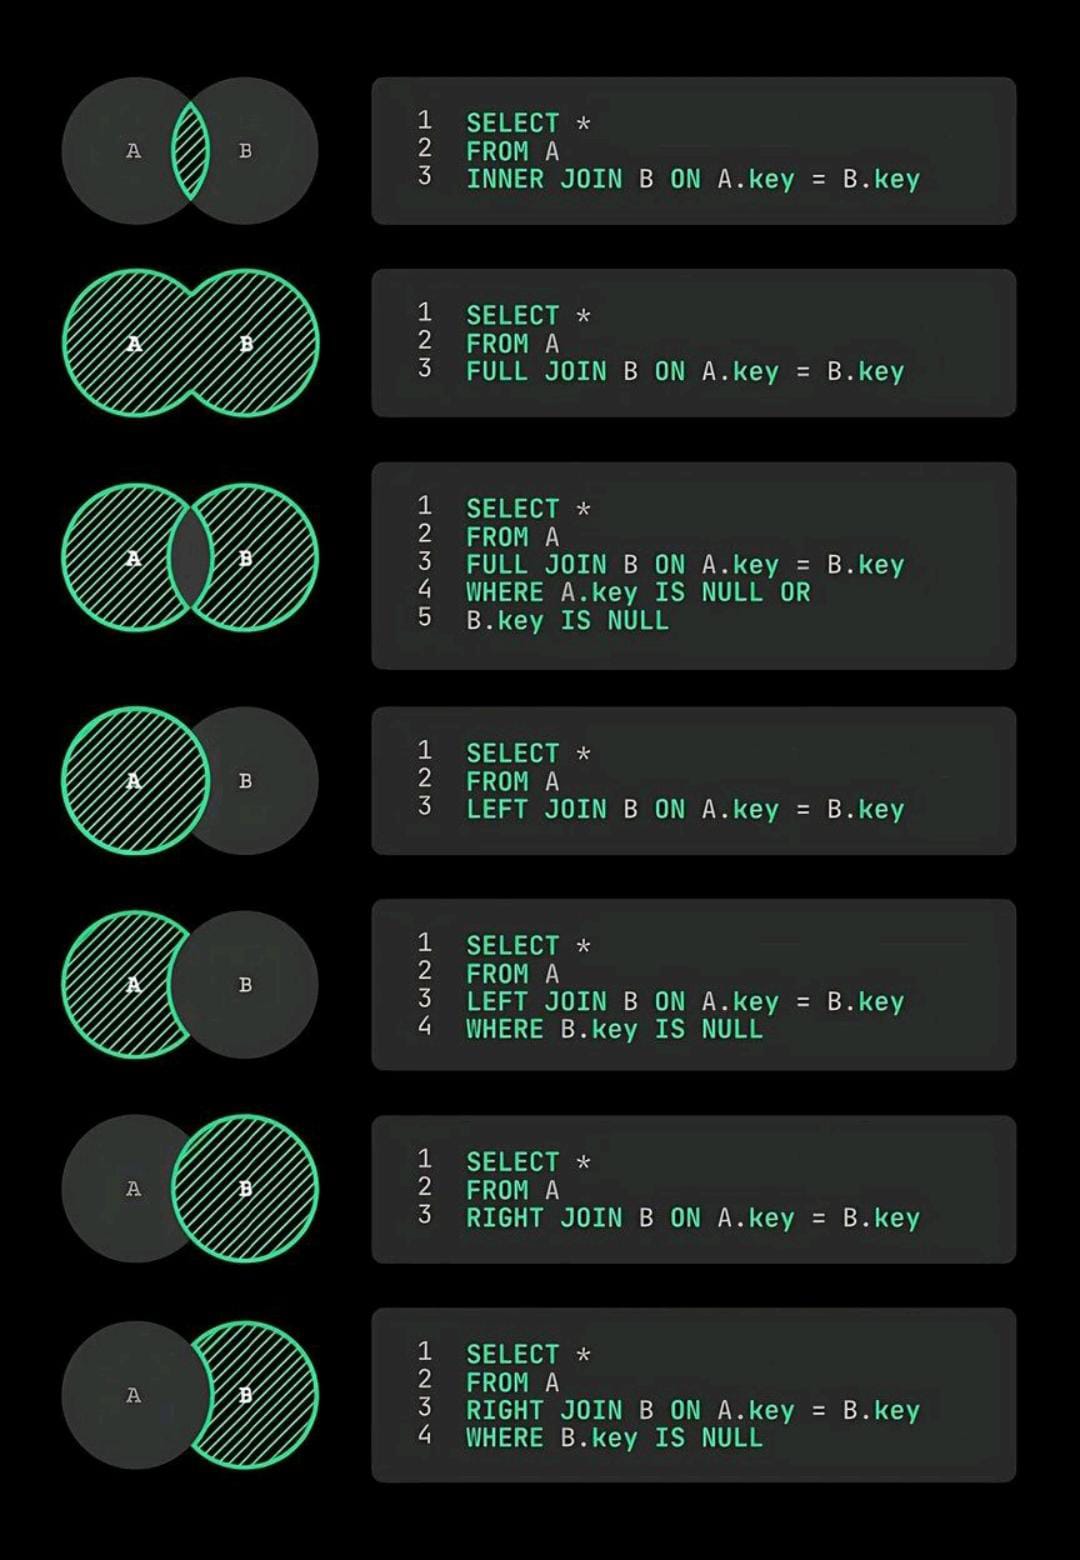 A B
1 SELECT *
2 FROM A
3 INNER JOIN B ON A.key = B.key
A B
1 SELECT *
2 FROM A
3 FULL JOIN B ON A.key = B.key
A B
1 SELECT *
2 FROM A
3 FULL JOIN B ON A.key = B.key
4 WHERE A.key IS NULL OR
5 B.key IS NULL
A B
1 SELECT *
2 FROM A
3 LEFT JOIN B ON A.key = B.key
A B
1 SELECT *
2 FROM A
3 LEFT JOIN B ON A.key = B.key
4 WHERE B.key IS NULL
A B
1 SELECT *
2 FROM A
3 RIGHT JOIN B ON A.key = B.key
A B
1 SELECT *
2 FROM A
3 RIGHT JOIN B ON A.key = B.key
4 WHERE B.key IS NULL